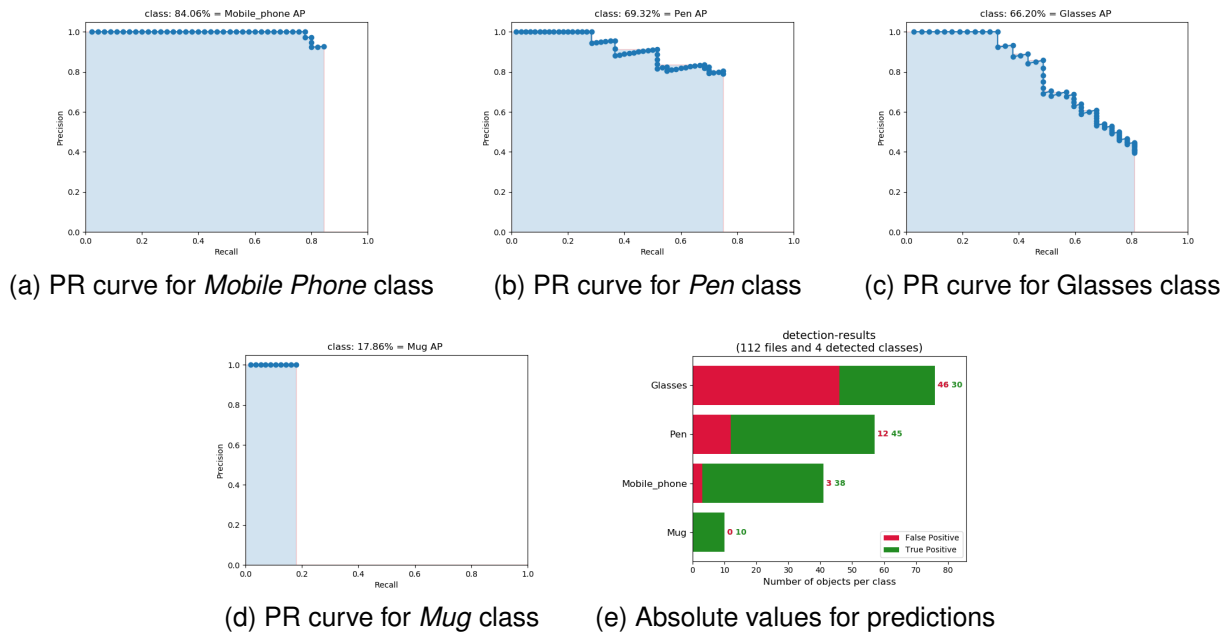 class: 84.06% = Mobile_phone AP
1.0
0.8
0.6
0.4
0.2
0.0
Precision
0.0 0.2 0.4 0.6 0.8 1.0
Recall
(a) PR curve for Mobile Phone class
class: 69.32% = Pen AP
1.0
0.8
0.6
0.4
0.2
0.0
Precision
0.0 0.2 0.4 0.6 0.8 1.0
Recall
(b) PR curve for Pen class
class: 66.20% = Glasses AP
1.0
0.8
0.6
0.4
0.2
0.0
Precision
0.0 0.2 0.4 0.6 0.8 1.0
Recall
(c) PR curve for Glasses class
class: 17.86% = Mug AP
1.0
0.8
0.6
0.4
0.2
0.0
Precision
0.0 0.2 0.4 0.6 0.8 1.0
Recall
(d) PR curve for Mug class
detection-results
(112 files and 4 detected classes)
Glasses 46 30
Pen 12 45
Mobile_phone 3 38
Mug 0 10
False Positive
True Positive
0 10 20 30 40 50 60 70 80
Number of objects per class
(e) Absolute values for predictions